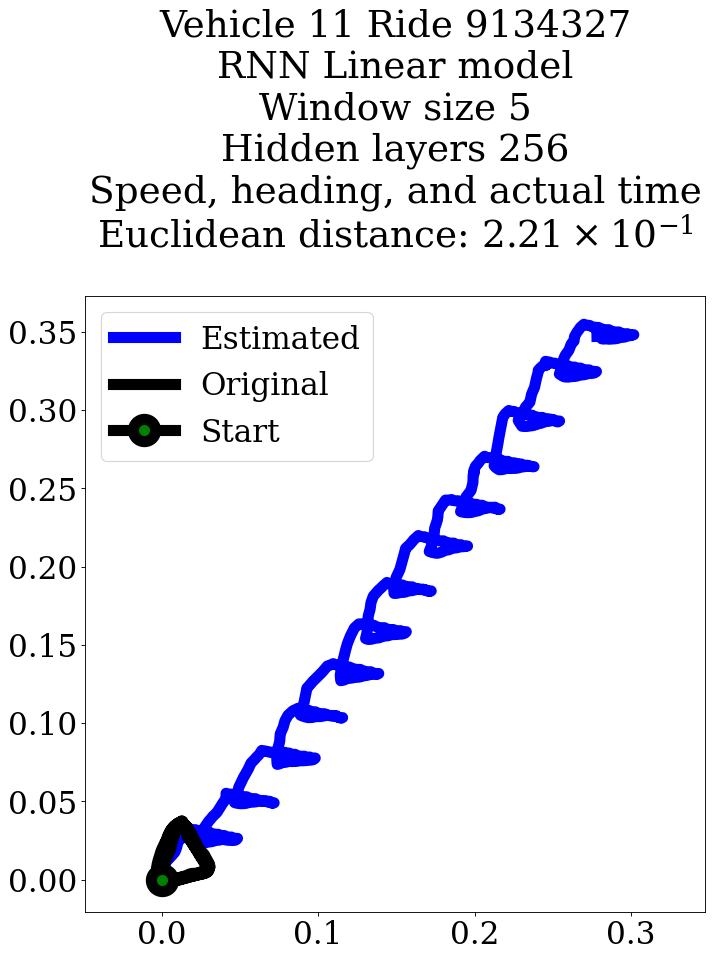 Vehicle 11 Ride 9134327
RNN Linear model
Window size 5
Hidden layers 256
Speed, heading, and actual time
Euclidean distance: 2.21 × 10⁻¹
Estimated
Original
Start
0.35
0.30
0.25
0.20
0.15
0.10
0.05
0.00
0.0 0.1 0.2 0.3